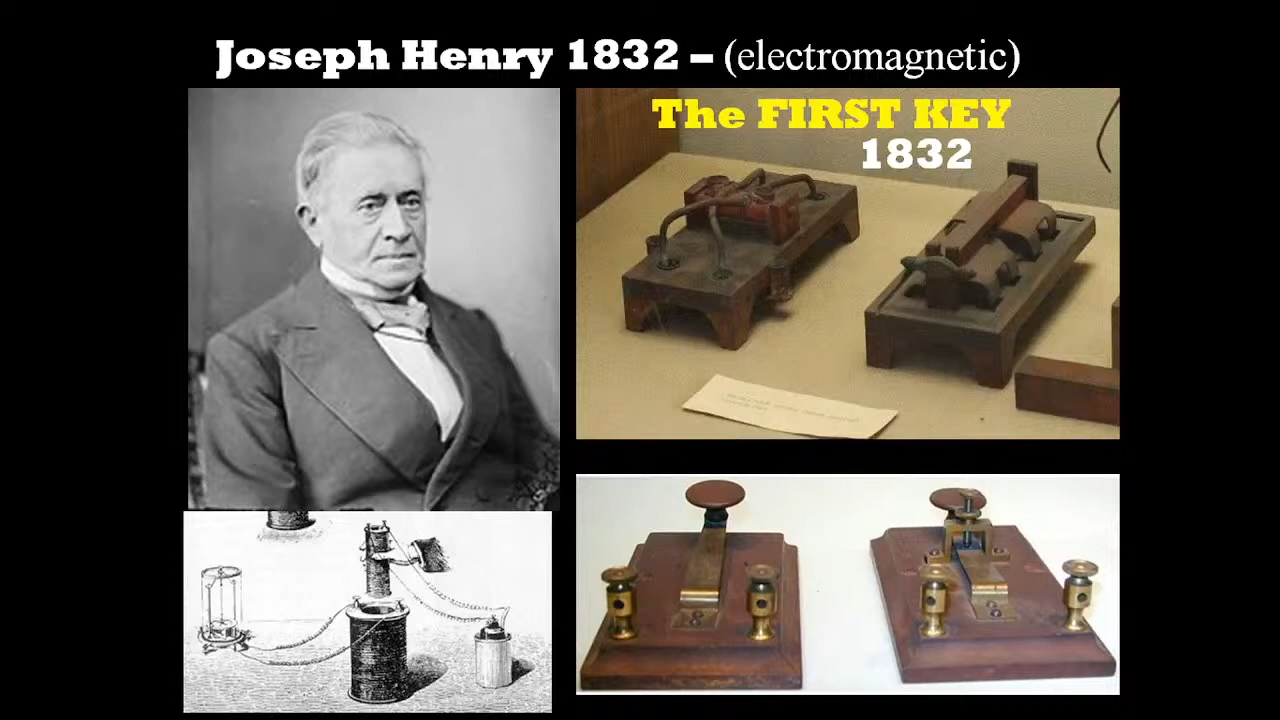 Joseph Henry 1832 – (electromagnetic)
The FIRST KEY
1832